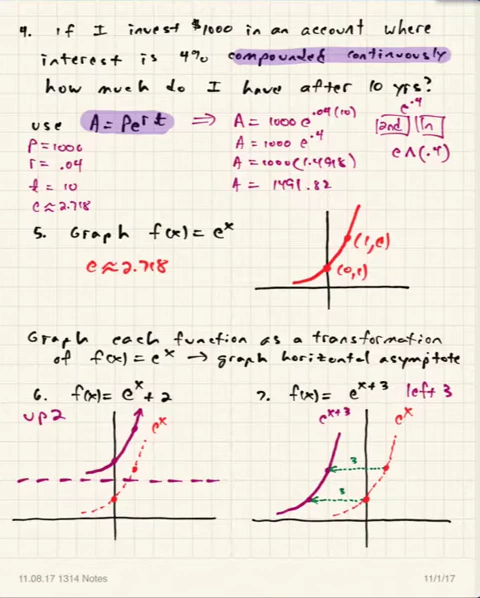 4. if I invest $1000 in an account where
interest is 4% compounded continuously
how much do I have after 10 yrs?
use A = Pe^rt ⇒ A = 1000 e^.04(10)
P = 1000
r = .04
t = 10
e ≈ 2.718
A = 1000 e^.4
A = 1000(1.4918)
A = 1491.82
e^.4
2nd ln
e^(.4)
5. Graph f(x) = e^x
e ≈ 2.718
(1,e)
(0,1)
Graph each function as a transformation
of f(x) = e^x → graph horizontal asymptote
6. f(x) = e^x + 2
up 2
e^x
7. f(x) = e^x+3 left 3
e^x+3
e^x
3
3
11.08.17 1314 Notes
11/1/17